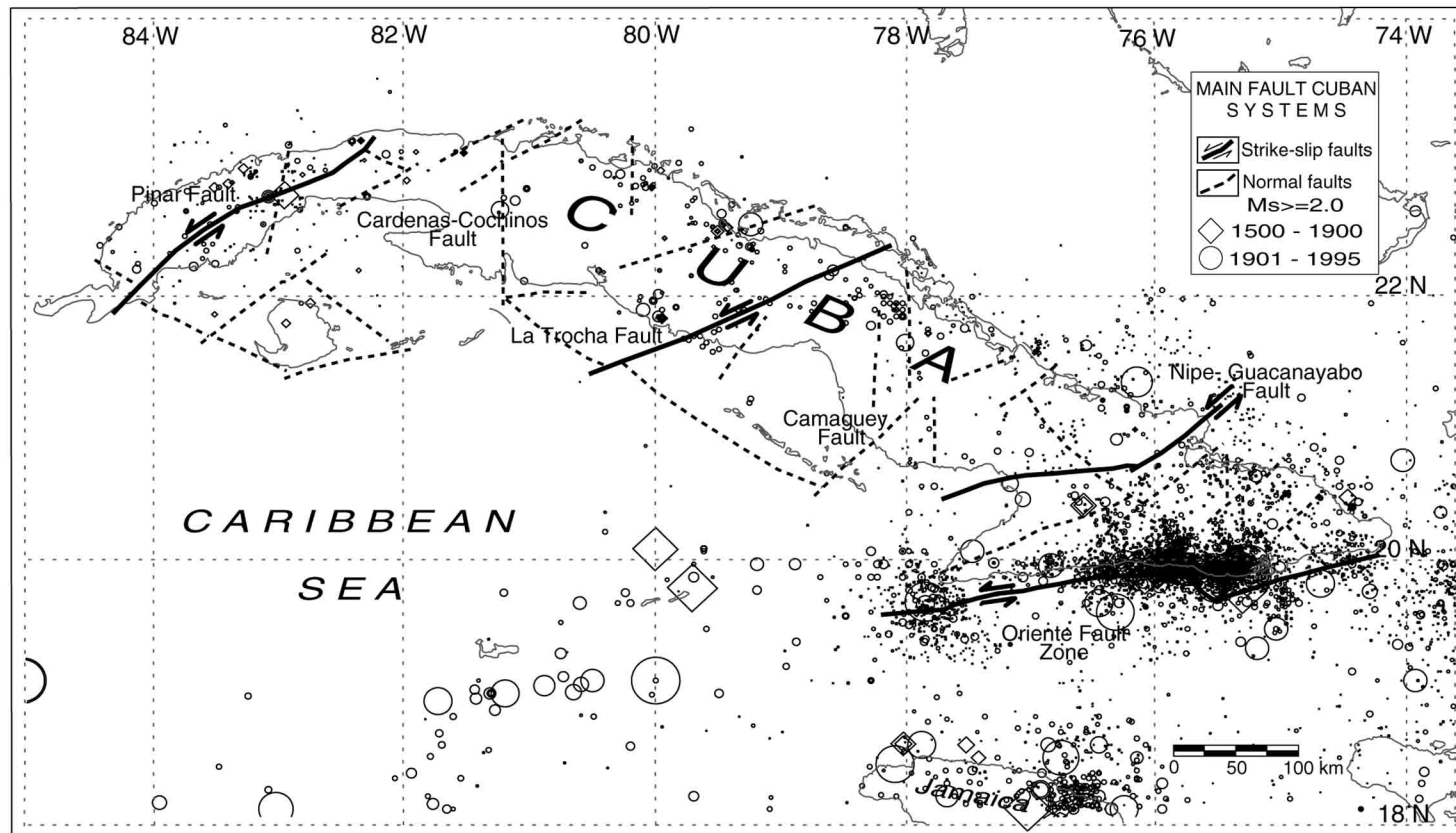 84 W
82 W
80 W
78 W
76 W
74 W
MAIN FAULT CUBAN
SYSTEMS
Strike-slip faults
Normal faults
Ms>=2.0
1500 - 1900
1901 - 1995
Pinar Fault
Cardenas-Cochinos
Fault
CUBA
22 N
La Trocha Fault
Nipe- Guacanayabo
Fault
Camaguey
Fault
CARIBBEAN
SEA
20 N
Oriente Fault
Zone
Jamaica
0 50 100 km
18 N